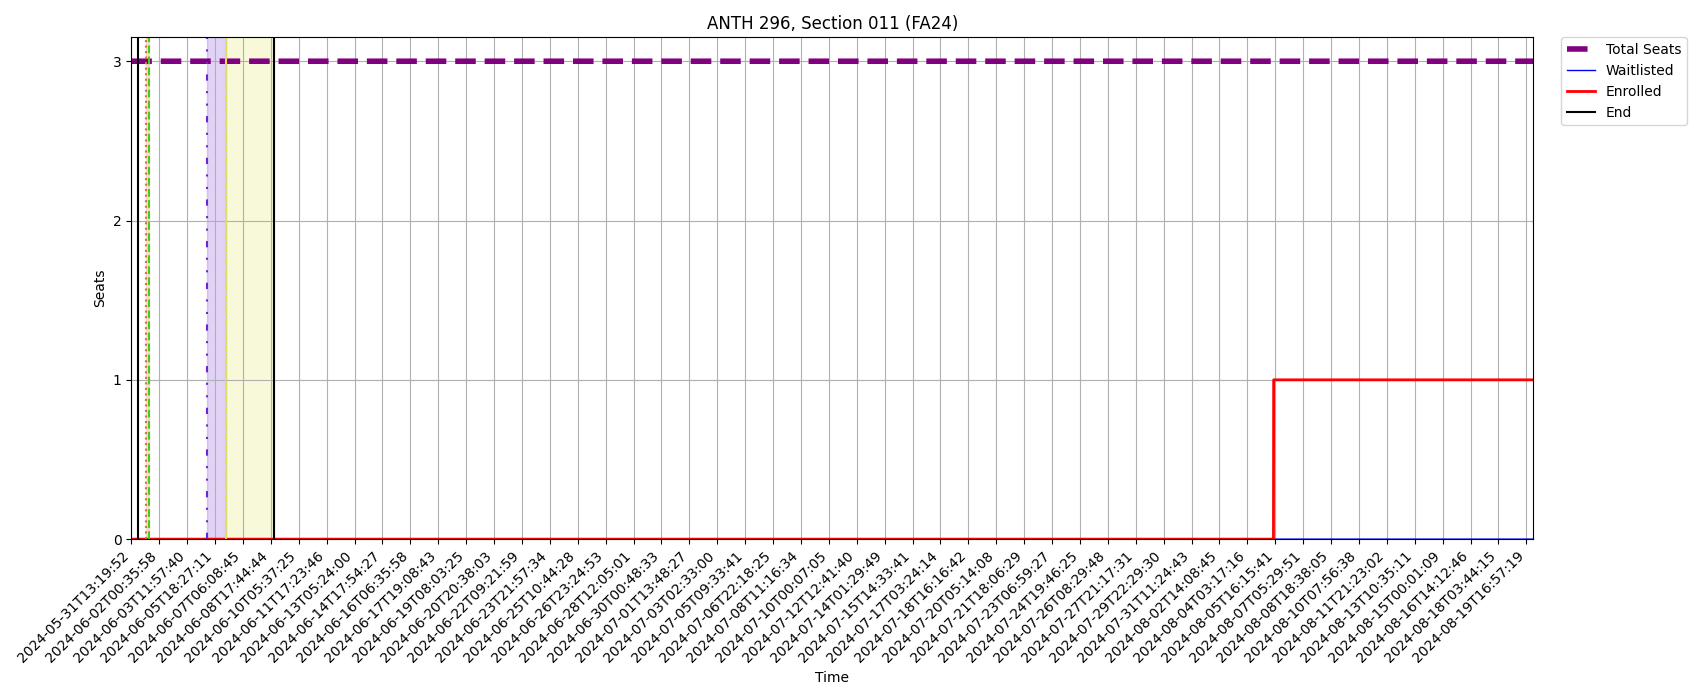 ANTH 296, Section 011 (FA24)
Total Seats
Waitlisted
Enrolled
End
Seats
3
2
1
0
2024-05-31T13:19:52
2024-06-02T00:35:58
2024-06-03T11:57:40
2024-06-05T18:27:11
2024-06-07T06:08:45
2024-06-08T17:44:44
2024-06-10T05:37:25
2024-06-11T17:23:46
2024-06-13T05:24:00
2024-06-14T17:54:27
2024-06-16T06:35:58
2024-06-17T19:08:43
2024-06-19T08:03:25
2024-06-20T20:38:03
2024-06-22T09:21:59
2024-06-23T21:57:34
2024-06-25T10:44:28
2024-06-26T23:24:53
2024-06-28T12:05:01
2024-06-30T00:48:33
2024-07-01T13:48:27
2024-07-03T02:33:00
2024-07-05T09:33:41
2024-07-06T22:18:25
2024-07-08T11:16:34
2024-07-10T00:07:05
2024-07-12T12:41:40
2024-07-14T01:29:49
2024-07-15T14:33:41
2024-07-17T03:24:14
2024-07-18T16:16:42
2024-07-20T05:14:08
2024-07-21T18:06:29
2024-07-23T06:59:27
2024-07-24T19:46:25
2024-07-26T08:29:48
2024-07-27T21:17:31
2024-07-29T22:29:30
2024-07-31T11:24:43
2024-08-02T14:08:45
2024-08-04T03:17:16
2024-08-05T16:15:41
2024-08-07T05:29:51
2024-08-08T18:38:05
2024-08-10T07:56:38
2024-08-11T21:23:02
2024-08-13T10:35:11
2024-08-15T00:01:09
2024-08-16T14:12:46
2024-08-18T03:44:15
2024-08-19T16:57:19
Time